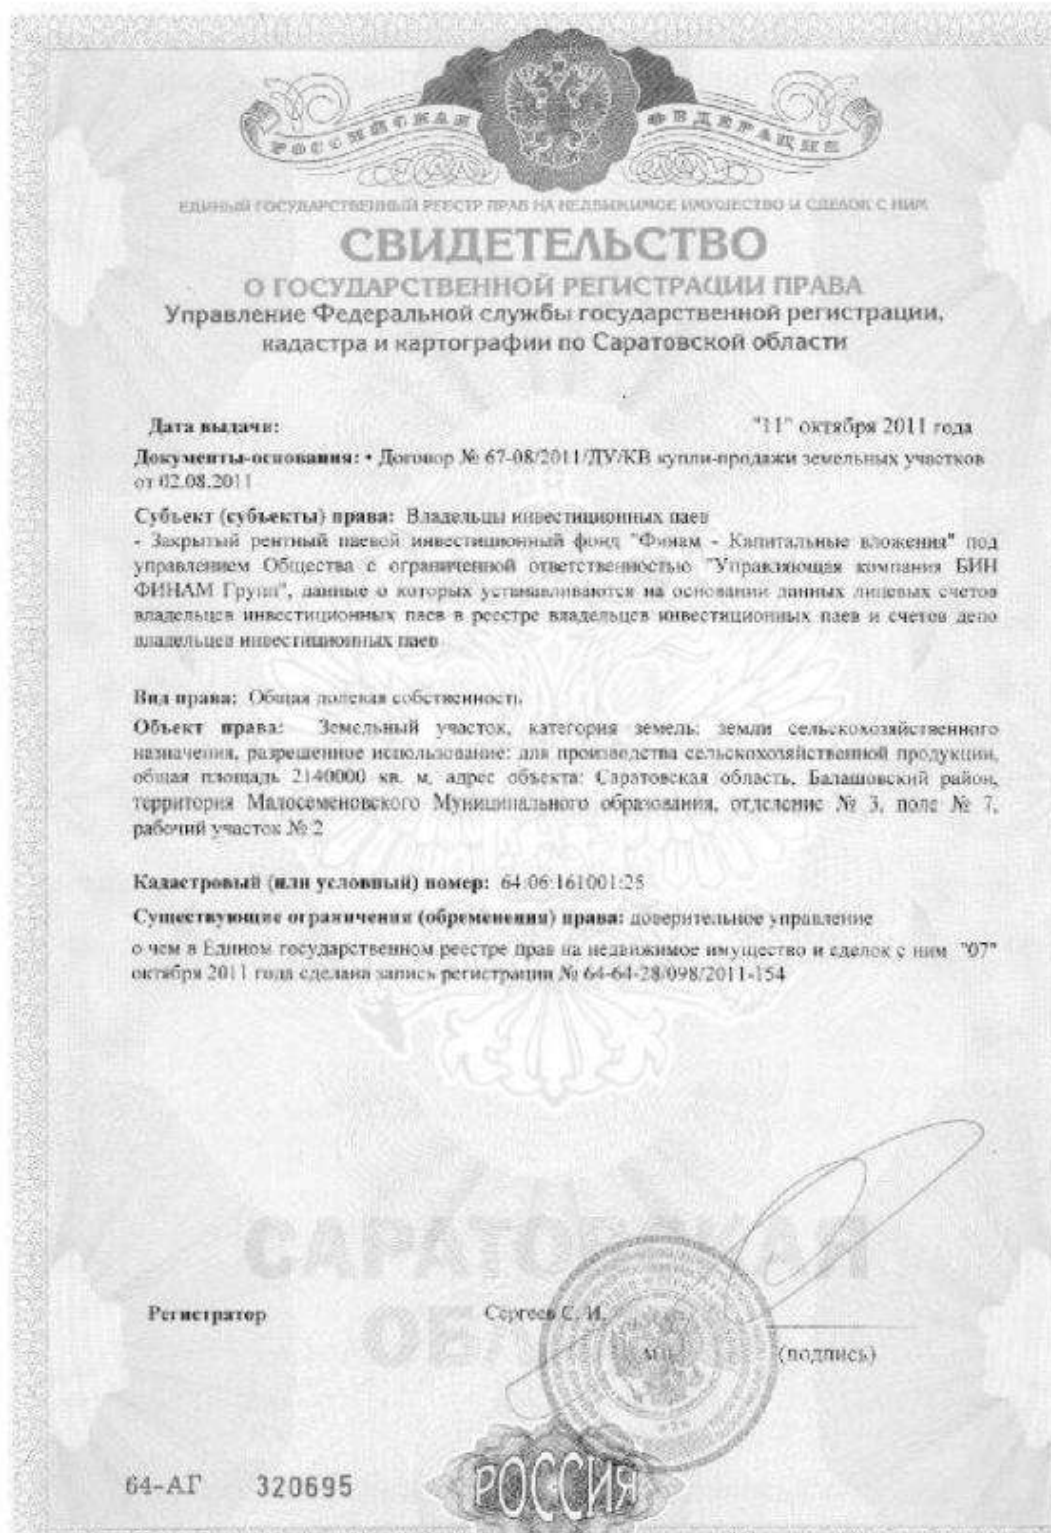 РОССИЙСКАЯ ФЕДЕРАЦИЯ
ЕДИНЫЙ ГОСУДАРСТВЕННЫЙ РЕЕСТР ПРАВ НА НЕДВИЖИМОЕ ИМУЩЕСТВО И СДЕЛОК С НИМ
СВИДЕТЕЛЬСТВО
О ГОСУДАРСТВЕННОЙ РЕГИСТРАЦИИ ПРАВА
Управление Федеральной службы государственной регистрации,
кадастра и картографии по Саратовской области
Дата выдачи: "11" октября 2011 года
Документы-основания: • Договор № 67-08/2011/ДУ/КВ купли-продажи земельных участков
от 02.08.2011
Субъект (субъекты) права: Владельцы инвестиционных паев
- Закрытый рентный паевой инвестиционный фонд "Финам - Капитальные вложения" под
управлением Общества с ограниченной ответственностью "Управляющая компания БИН
ФИНАМ Групп", данные о которых устанавливаются на основании данных лицевых счетов
владельцев инвестиционных паев в реестре владельцев инвестиционных паев и счетов депо
владельцев инвестиционных паев
Вид права: Общая долевая собственность
Объект права: Земельный участок, категория земель: земли сельскохозяйственного
назначения, разрешенное использование: для производства сельскохозяйственной продукции,
общая площадь 2140000 кв. м, адрес объекта: Саратовская область, Балашовский район,
территория Малосеменовского Муниципального образования, отделение № 3, поле № 7,
рабочий участок № 2
Кадастровый (или условный) номер: 64:06:161001:25
Существующие ограничения (обременения) права: доверительное управление
о чем в Едином государственном реестре прав на недвижимое имущество и сделок с ним "07"
октября 2011 года сделана запись регистрации № 64-64-28/098/2011-154
САРАТОВСКАЯ
Регистратор Сергеев С. И.
М.П.
(подпись)
64-АГ 320695
РОССИЯ